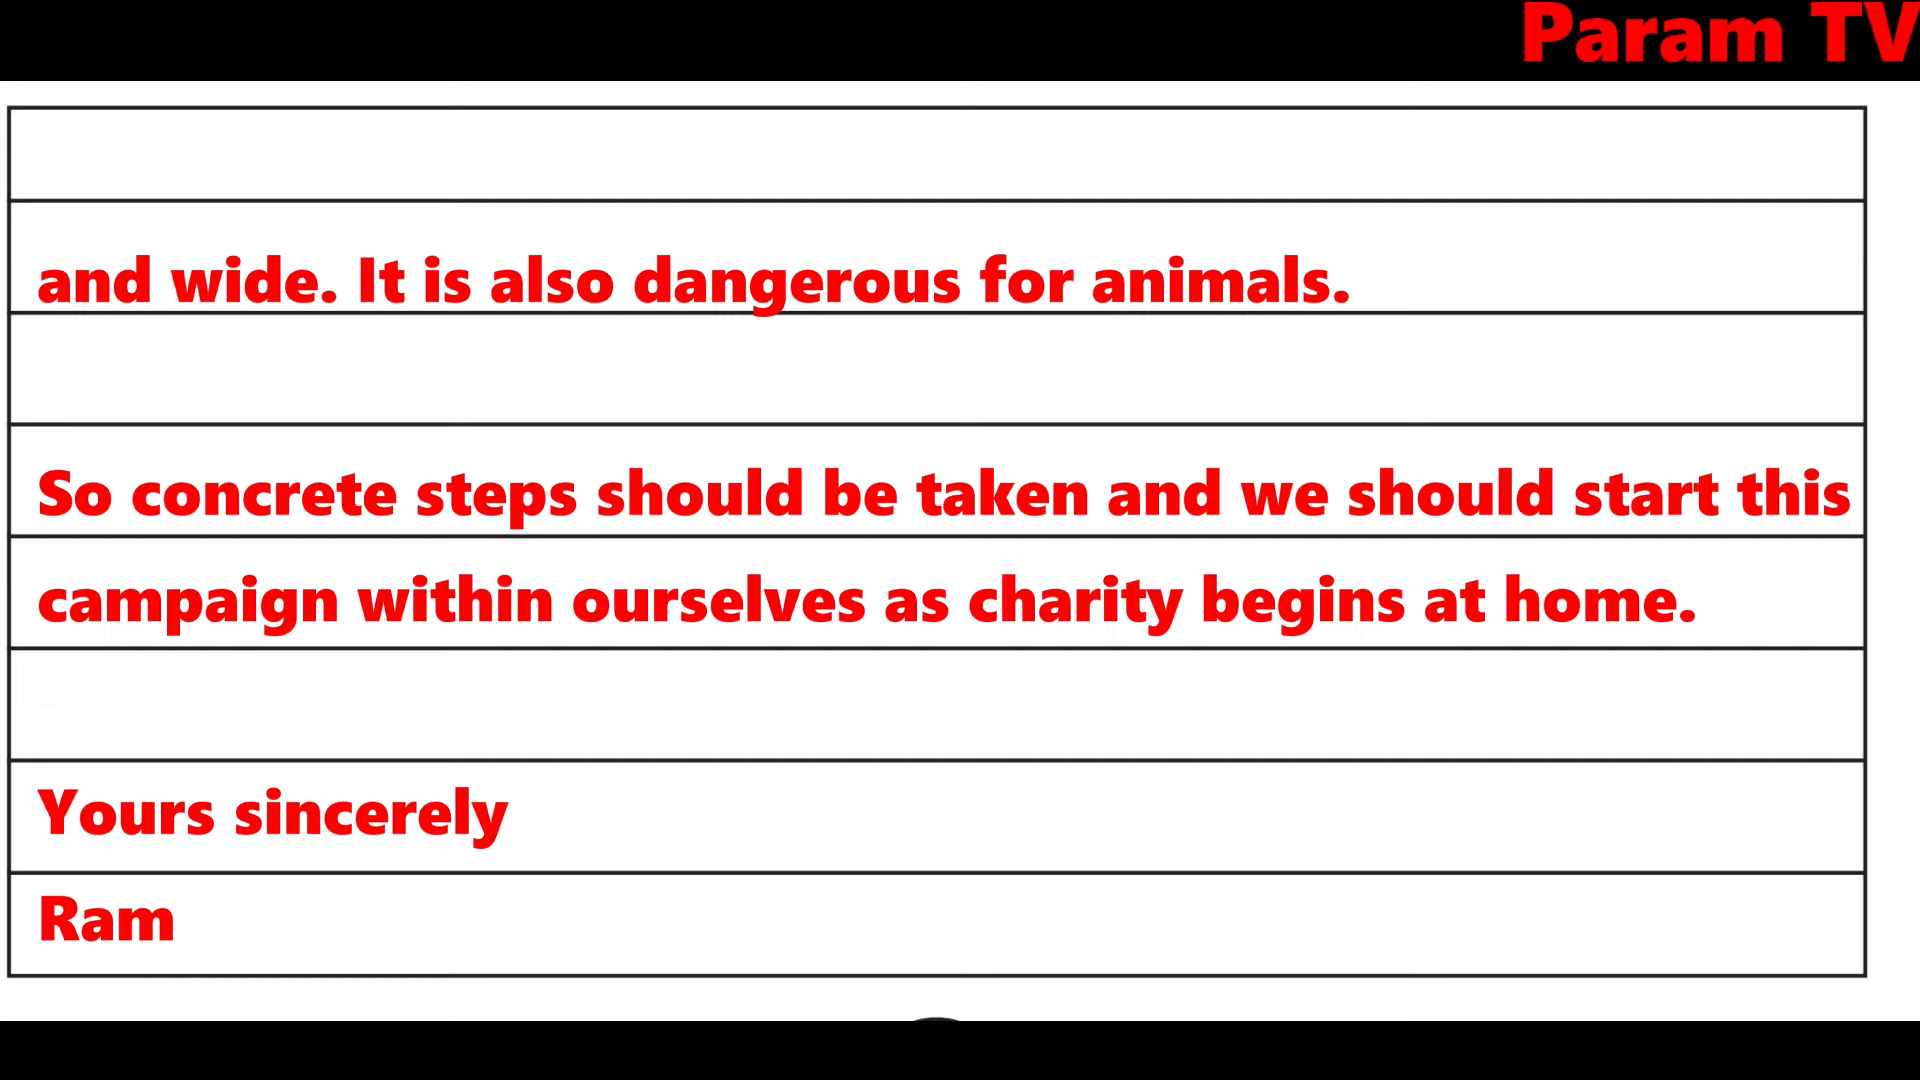 Param TV
and wide. It is also dangerous for animals.
So concrete steps should be taken and we should start this
campaign within ourselves as charity begins at home.
Yours sincerely
Ram